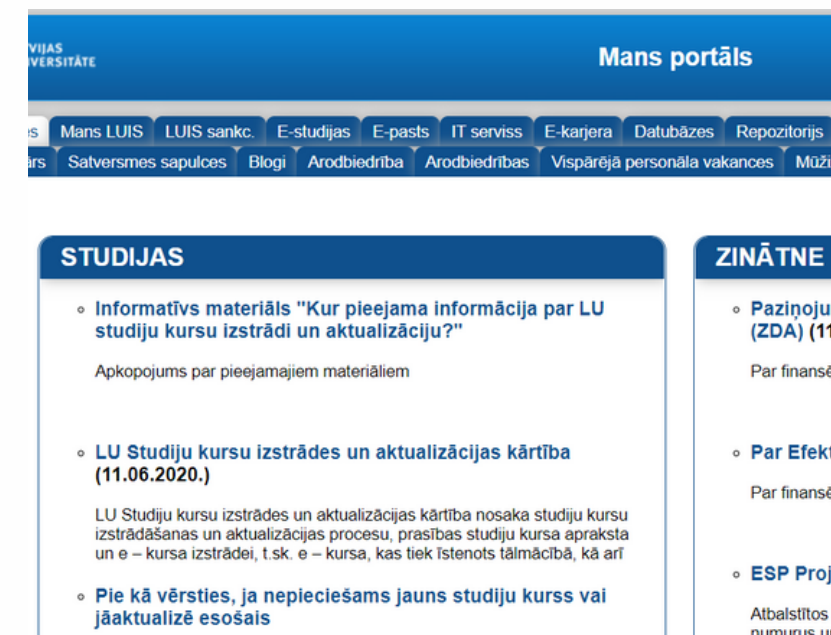 VIJAS
VERSITĀTE
Mans portāls
Mans LUIS LUIS sankc. E-studijas E-pasts IT serviss E-karjera Datubāzes Repozitorijs
Satversmes sapulces Blogi Arodbiedrība Arodbiedrības Vispārējā personāla vakances Mūži
STUDIJAS
Informatīvs materiāls "Kur pieejama informācija par LU
studiju kursu izstrādi un aktualizāciju?"
Apkopojums par pieejamajiem materiāliem
LU Studiju kursu izstrādes un aktualizācijas kārtība
(11.06.2020.)
LU Studiju kursu izstrādes un aktualizācijas kārtība nosaka studiju kursu
izstrādāšanas un aktualizācijas procesu, prasības studiju kursa apraksta
un e – kursa izstrādei, t.sk. e – kursa, kas tiek īstenots tālmācībā, kā arī
Pie kā vērsties, ja nepieciešams jauns studiju kurss vai
jāaktualizē esošais
ZINĀTNE
Paziņoju
(ZDA) (11
Par finansē
Par Efekt
Par finansē
ESP Proj
Atbalstītos